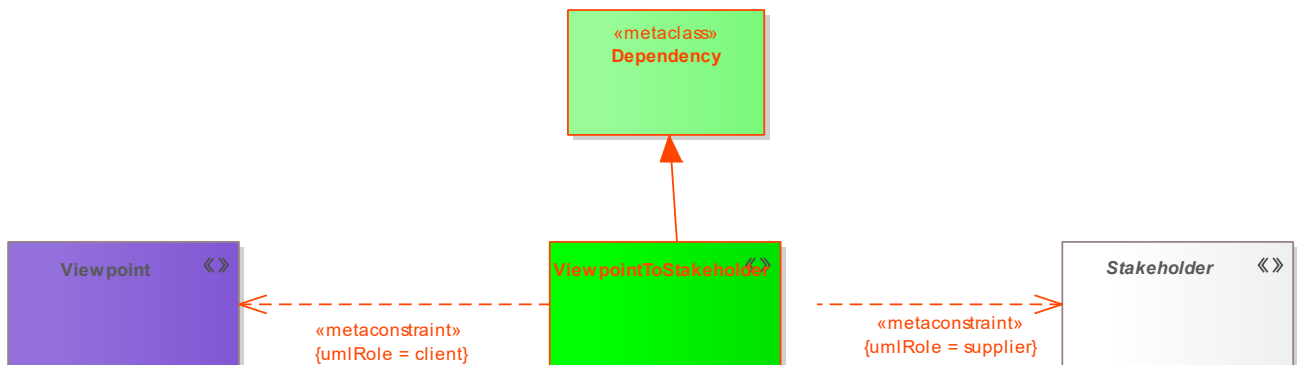 «metaclass»
Dependency
Viewpoint «»
ViewpointToStakeholder «»
Stakeholder «»
«metaconstraint»
{umlRole = client}
«metaconstraint»
{umlRole = supplier}